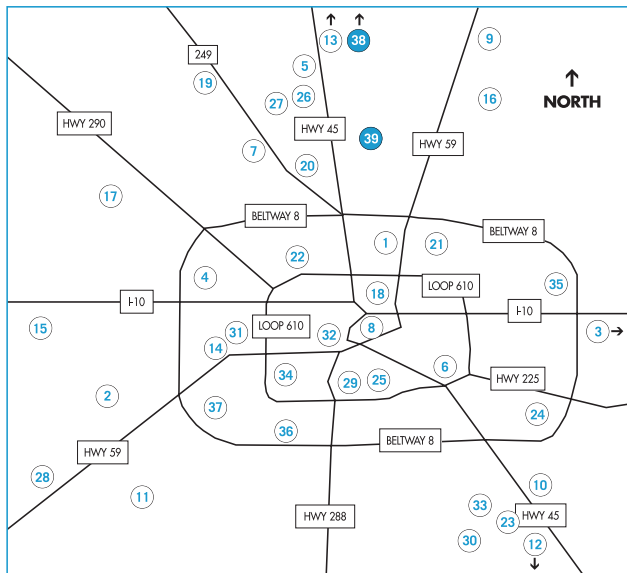 13
38
9
249
5
19
27
26
16
NORTH
HWY 290
HWY 45
39
HWY 59
7
20
17
BELTWAY 8
BELTWAY 8
1
21
22
4
18
LOOP 610
35
I-10
I-10
15
31
LOOP 610
32
8
3
14
6
34
29
25
HWY 225
2
37
24
36
BELTWAY 8
HWY 59
28
11
10
33
HWY 288
23
HWY 45
30
12